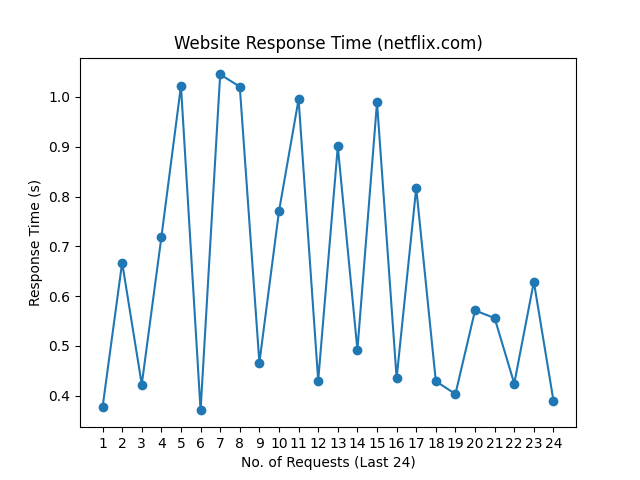 Website Response Time (netflix.com)
Response Time (s)
1.0
0.9
0.8
0.7
0.6
0.5
0.4
1 2 3 4 5 6 7 8 9 10 11 12 13 14 15 16 17 18 19 20 21 22 23 24
No. of Requests (Last 24)